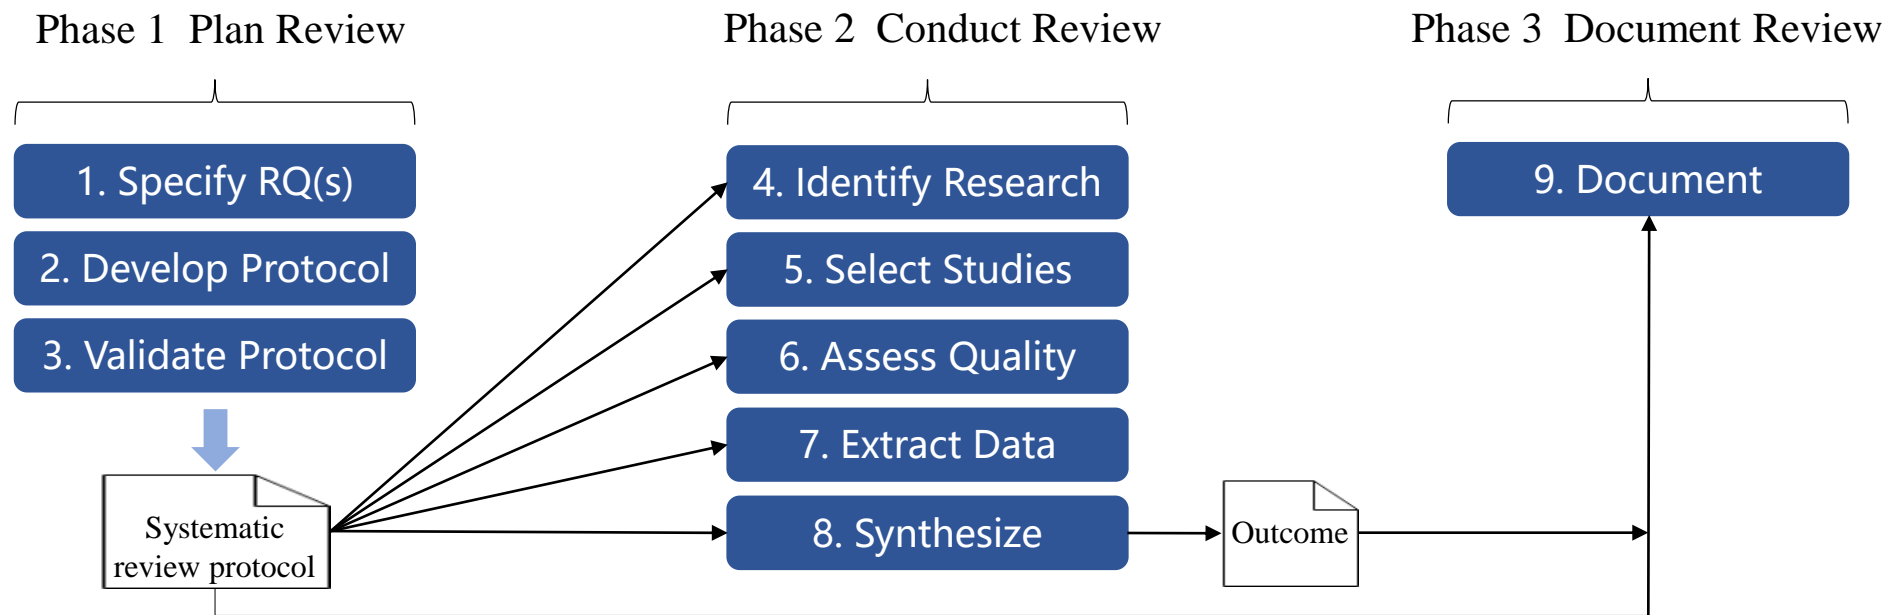 Phase 1 Plan Review
1. Specify RQ(s)
2. Develop Protocol
3. Validate Protocol
Systematic
review protocol
Phase 2 Conduct Review
4. Identify Research
5. Select Studies
6. Assess Quality
7. Extract Data
8. Synthesize
Outcome
Phase 3 Document Review
9. Document